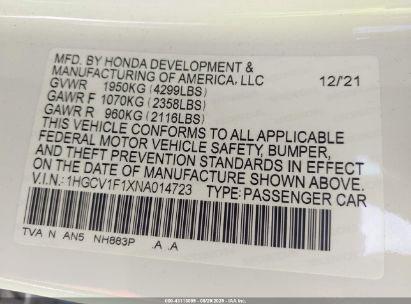 MFD. BY HONDA DEVELOPMENT &
MANUFACTURING OF AMERICA, LLC 12/21
GVWR 1950KG (4299LBS)
GAWR F 1070KG (2358LBS)
GAWR R 960KG (2116LBS)
THIS VEHICLE CONFORMS TO ALL APPLICABLE
FEDERAL MOTOR VEHICLE SAFETY, BUMPER,
AND THEFT PREVENTION STANDARDS IN EFFECT
ON THE DATE OF MANUFACTURE SHOWN ABOVE.
V.I.N.: 1HGCV1F1XNA014723 TYPE: PASSENGER CAR
TVA N AN5 NH883P .A .A